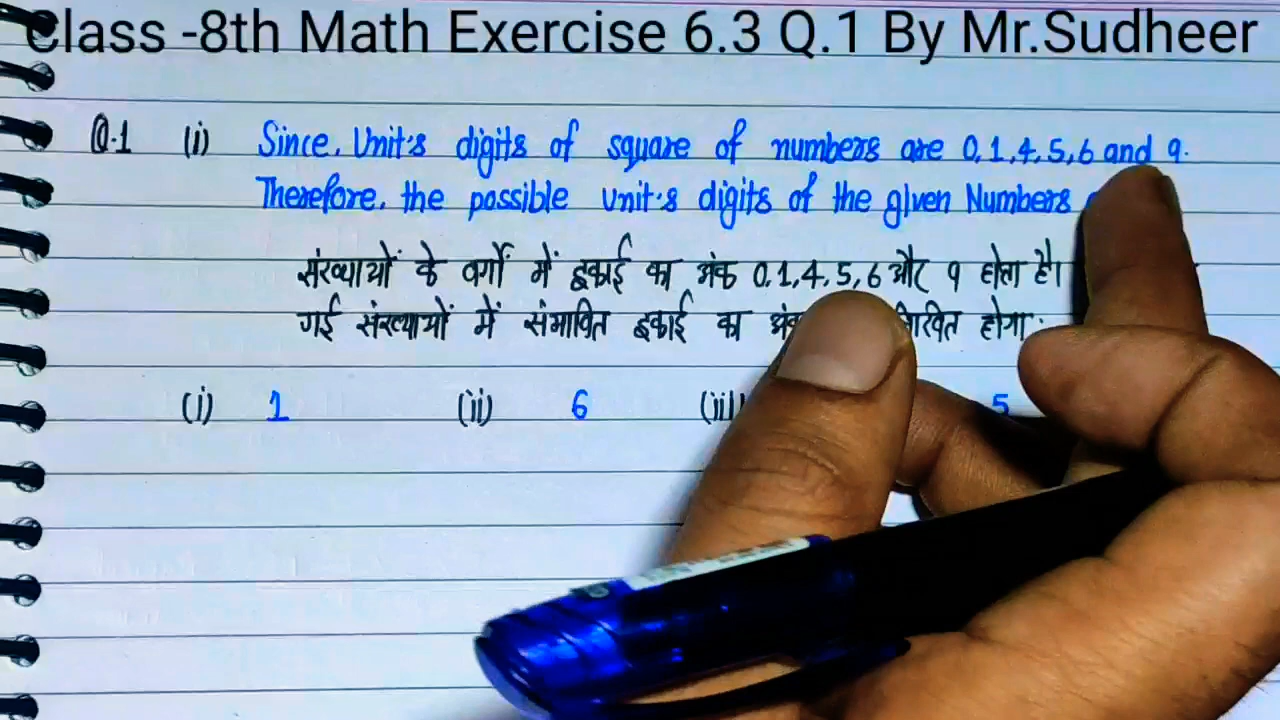 Class -8th Math Exercise 6.3 Q.1 By Mr.Sudheer
Q.1 (i) Since, Unit's digits of square of numbers are 0,1,4,5,6 and 9.
Therefore, the possible unit's digits of the given Numbers
संख्याओं के वर्गों में इकाई का अंक 0,1,4,5,6 और 9 होता है।
गई संख्याओं में संभावित इकाई का होगा.
(i) 1 (ii) 6 5